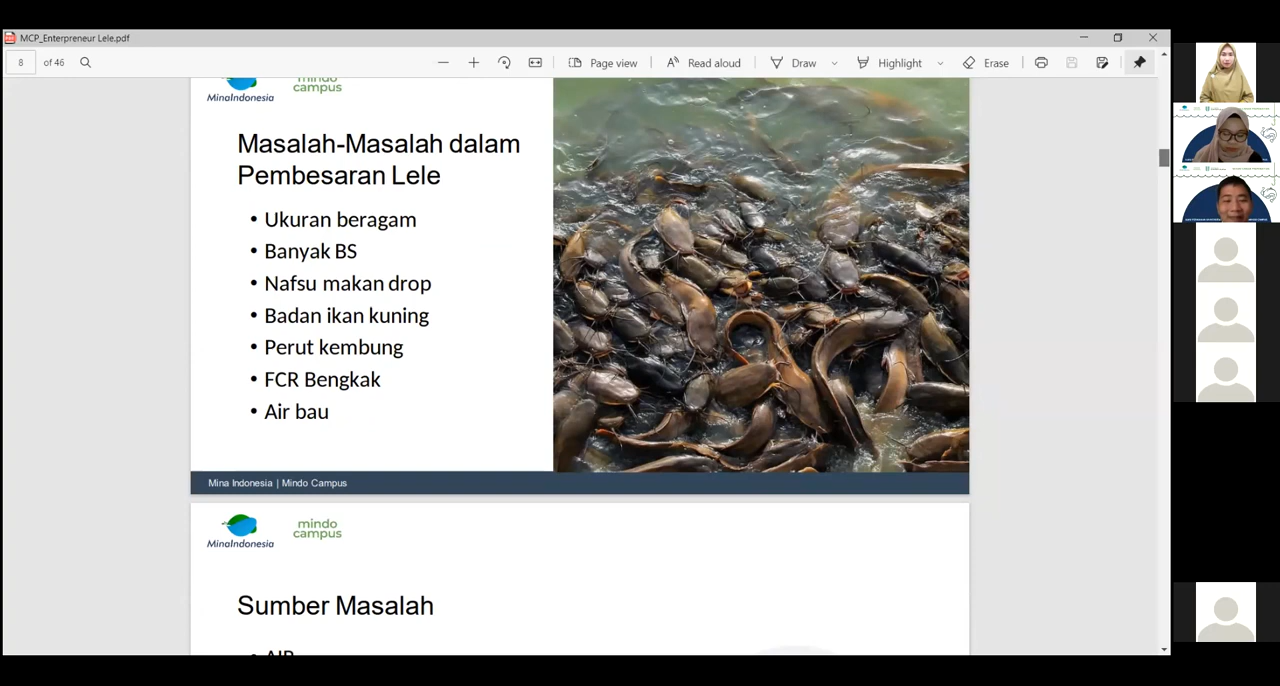 MCP_Enterpreneur Lele.pdf
8 of 46
Page view
Read aloud
Draw
Highlight
Erase
MinaIndonesia
mindo
campus
Masalah-Masalah dalam
Pembesaran Lele
• Ukuran beragam
• Banyak BS
• Nafsu makan drop
• Badan ikan kuning
• Perut kembung
• FCR Bengkak
• Air bau
Mina Indonesia | Mindo Campus
MinaIndonesia
mindo
campus
Sumber Masalah
• AIR